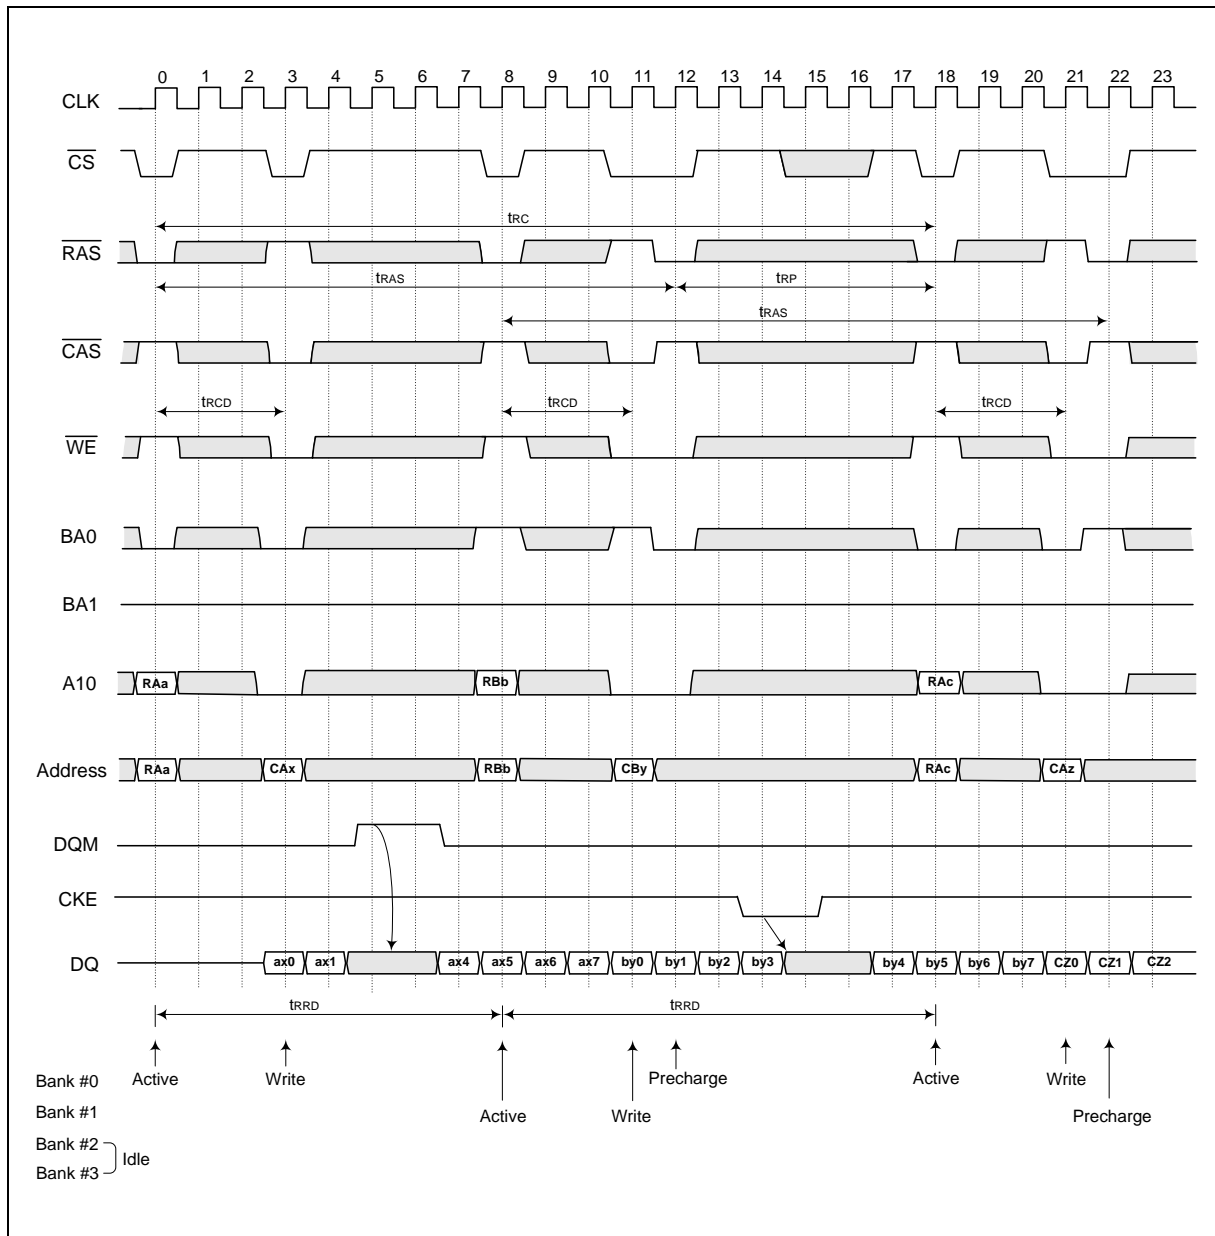 0 1 2 3 4 5 6 7 8 9 10 11 12 13 14 15 16 17 18 19 20 21 22 23
CLK
CS
tRC
RAS
tRAS tRP
tRAS
CAS
tRCD tRCD tRCD
WE
BA0
BA1
A10 RAa RBb RAc
Address RAa CAx RBb CBy RAc CAz
DQM
CKE
DQ ax0 ax1 ax4 ax5 ax6 ax7 by0 by1 by2 by3 by4 by5 by6 by7 CZ0 CZ1 CZ2
tRRD tRRD
Bank #0 Active Write Precharge Active Write
Bank #1 Active Write Precharge
Bank #2
Idle
Bank #3